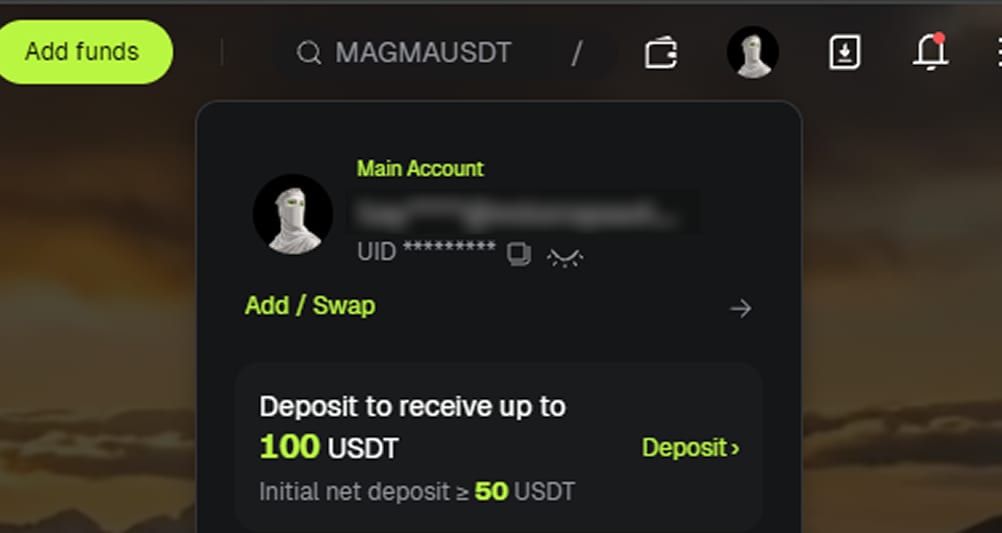 Add funds
MAGMAUSDT /
Main Account
UID *********
Add / Swap
Deposit to receive up to
100 USDT
Deposit ›
Initial net deposit ≥ 50 USDT